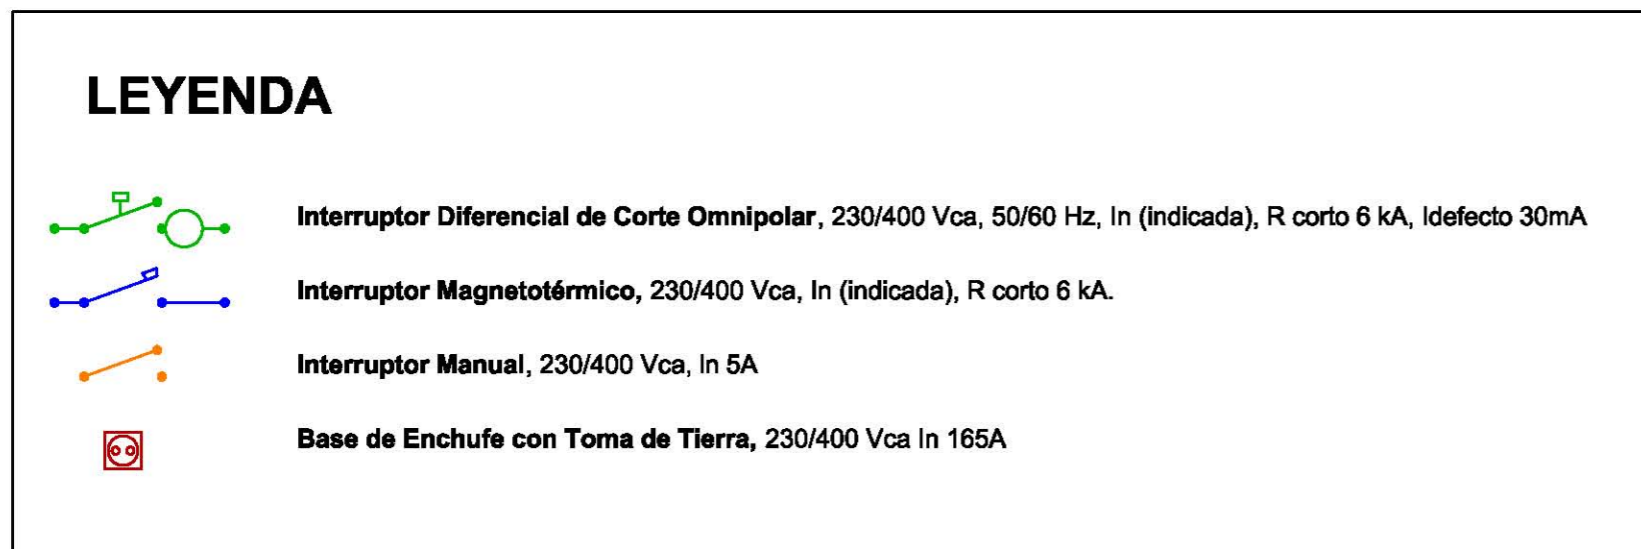 LEYENDA
Interruptor Diferencial de Corte Omnipolar, 230/400 Vca, 50/60 Hz, In (indicada), R corto 6 kA, Idefecto 30mA
Interruptor Magnetotérmico, 230/400 Vca, In (indicada), R corto 6 kA.
Interruptor Manual, 230/400 Vca, In 5A
Base de Enchufe con Toma de Tierra, 230/400 Vca In 165A